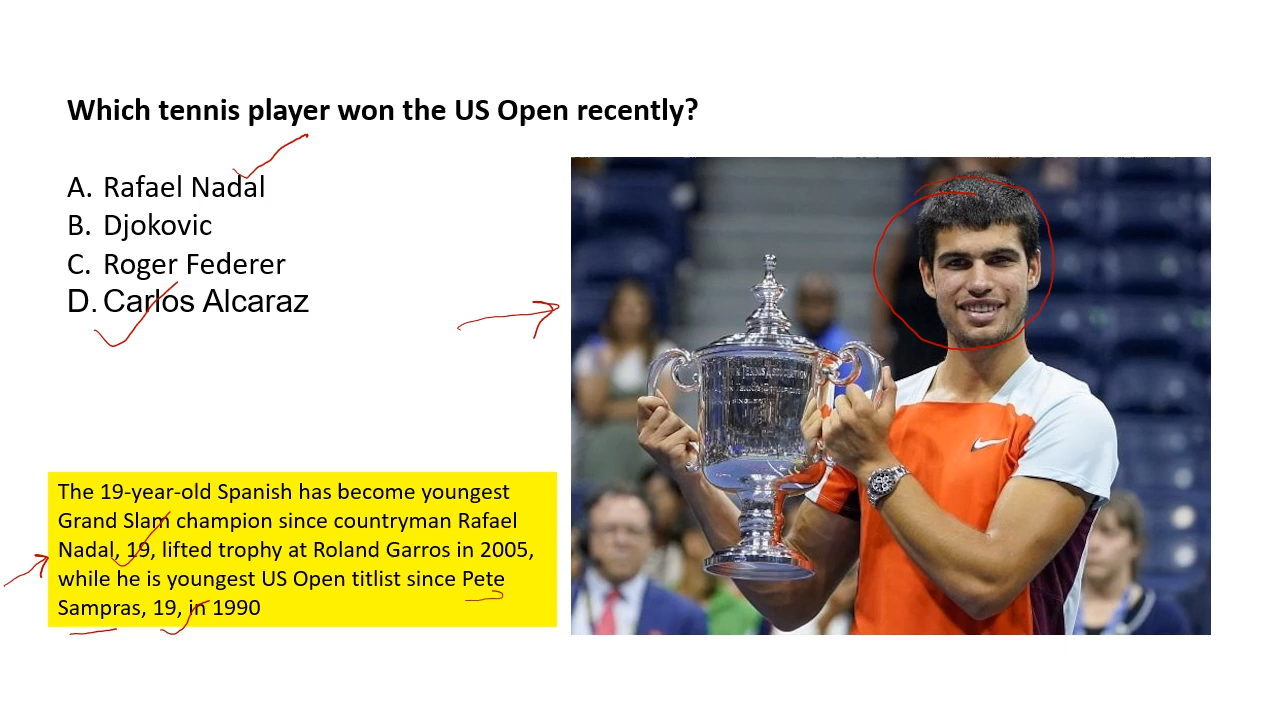 Which tennis player won the US Open recently?
A. Rafael Nadal
B. Djokovic
C. Roger Federer
D. Carlos Alcaraz
The 19-year-old Spanish has become youngest
Grand Slam champion since countryman Rafael
Nadal, 19, lifted trophy at Roland Garros in 2005,
while he is youngest US Open titlist since Pete
Sampras, 19, in 1990